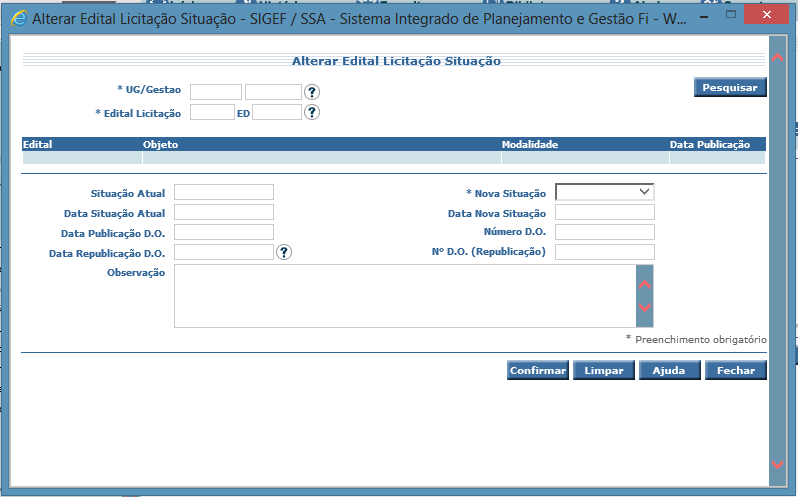 Alterar Edital Licitação Situação - SIGEF / SSA - Sistema Integrado de Planejamento e Gestão Fi - W...
Alterar Edital Licitação Situação
* UG/Gestao ?
Pesquisar
* Edital Licitação ED ?
Edital Objeto Modalidade Data Publicação
Situação Atual * Nova Situação
Data Situação Atual Data Nova Situação
Data Publicação D.O. Número D.O.
Data Republicação D.O. ? Nº D.O. (Republicação)
Observação
* Preenchimento obrigatório
Confirmar Limpar Ajuda Fechar